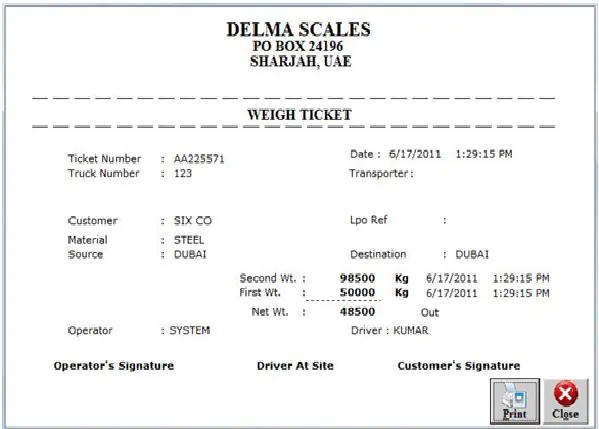 DELMA SCALES
PO BOX 24196
SHARJAH, UAE
WEIGH TICKET
Ticket Number : AA225571 Date : 6/17/2011 1:29:15 PM
Truck Number : 123 Transporter :
Customer : SIX CO Lpo Ref :
Material : STEEL
Source : DUBAI Destination : DUBAI
Second Wt. : 98500 Kg 6/17/2011 1:29:15 PM
First Wt. : 50000 Kg 6/17/2011 1:29:15 PM
Net Wt. : 48500 Out
Operator : SYSTEM Driver : KUMAR
Operator's Signature Driver At Site Customer's Signature
Print Close